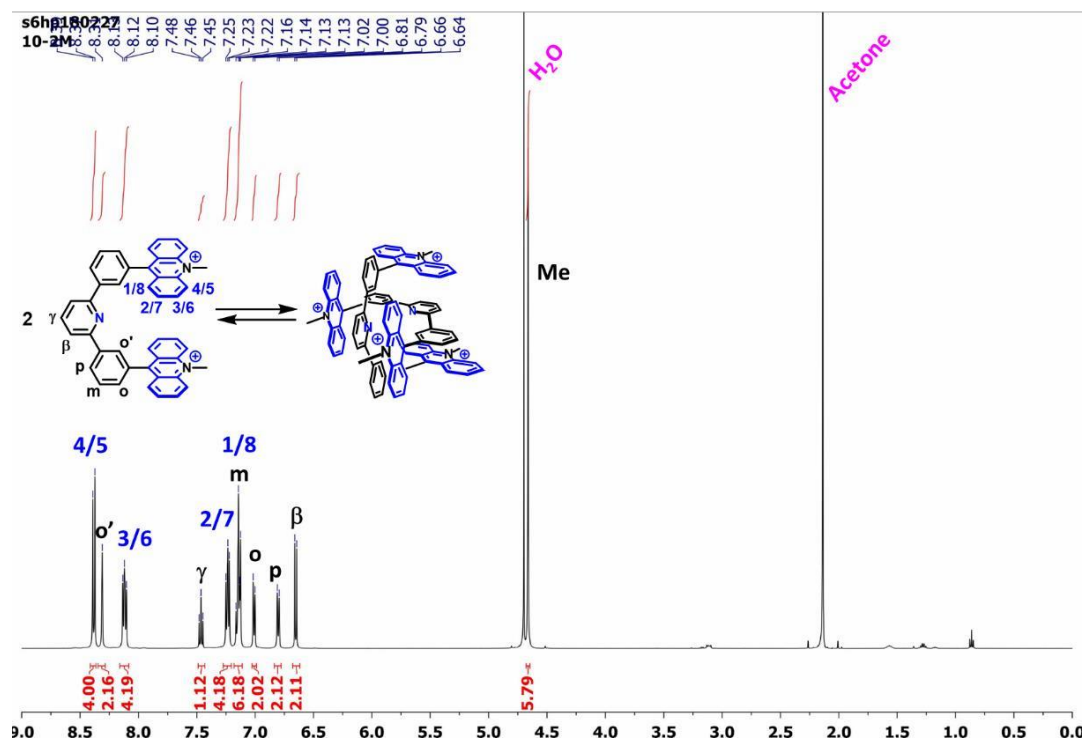 10-2M
8.12
8.10
7.48
7.46
7.45
7.25
7.23
7.22
7.16
7.14
7.13
7.13
7.02
7.00
6.81
6.79
6.66
6.64
H₂O
Acetone
Me
2
N
N
⊕
1/8
4/5
2/7
3/6
γ
N
β
o'
p
m
o
N
⊕
N
⊕
⊕
N
N
N
N
⊕
N
⊕
4/5
o'
3/6
γ
2/7
1/8
m
o
p
β
4.00
2.16
4.19
1.12
4.18
6.18
2.02
2.12
2.11
5.79
9.0 8.5 8.0 7.5 7.0 6.5 6.0 5.5 5.0 4.5 4.0 3.5 3.0 2.5 2.0 1.5 1.0 0.5 0.0